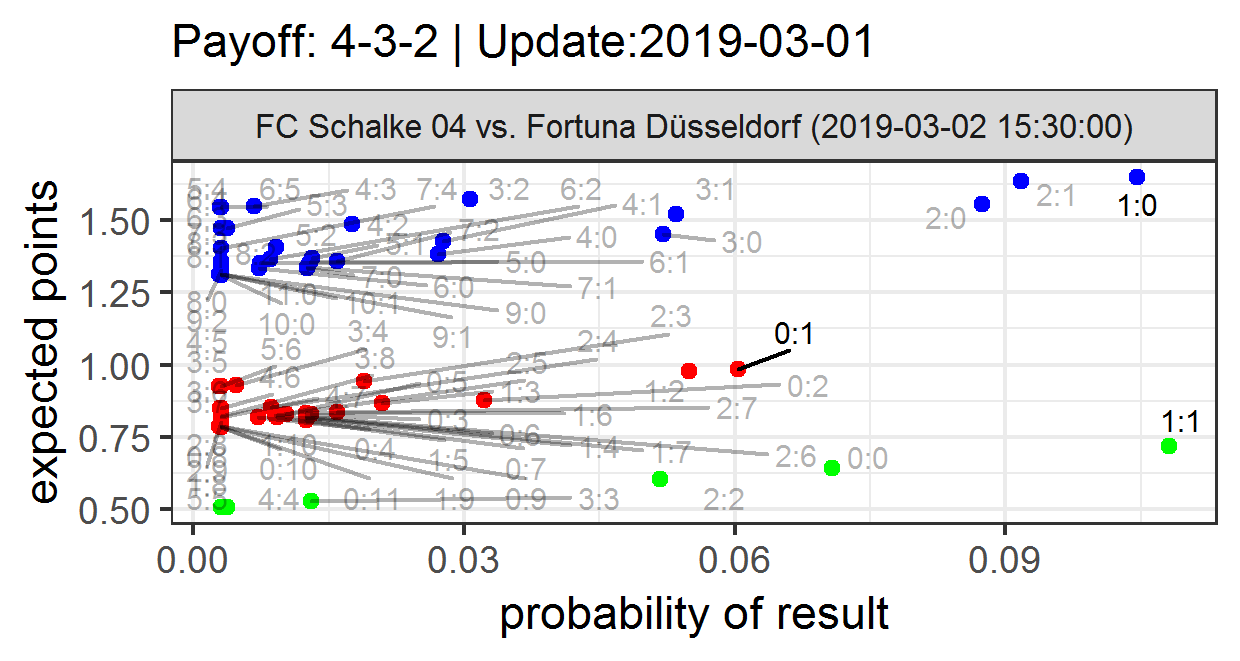 Payoff: 4-3-2 | Update:2019-03-01
FC Schalke 04 vs. Fortuna Düsseldorf (2019-03-02 15:30:00)
expected points
1.50
1.25
1.00
0.75
0.50
5:4 6:5 4:3 7:4 3:2 6:2 3:1
5:3 4:1 2:1 1:0
4:2 7:2 2:0
5:2 5:1 4:0 3:0
5:0 6:1
7:0 6:0 7:1
8:0 11:0 10:1 9:0
10:0 9:1 2:3 0:1
4:5 3:4 2:4
3:5 5:6 3:8 2:5
4:6 4:7 0:5 1:3 1:2 0:2
0:3 1:6 2:7 1:1
1:10 0:4 0:6 1:4 1:7
0:10 1:5 0:7 2:6 0:0
4:4 0:11 1:9 0:9 3:3 2:2
0.00 0.03 0.06 0.09
probability of result